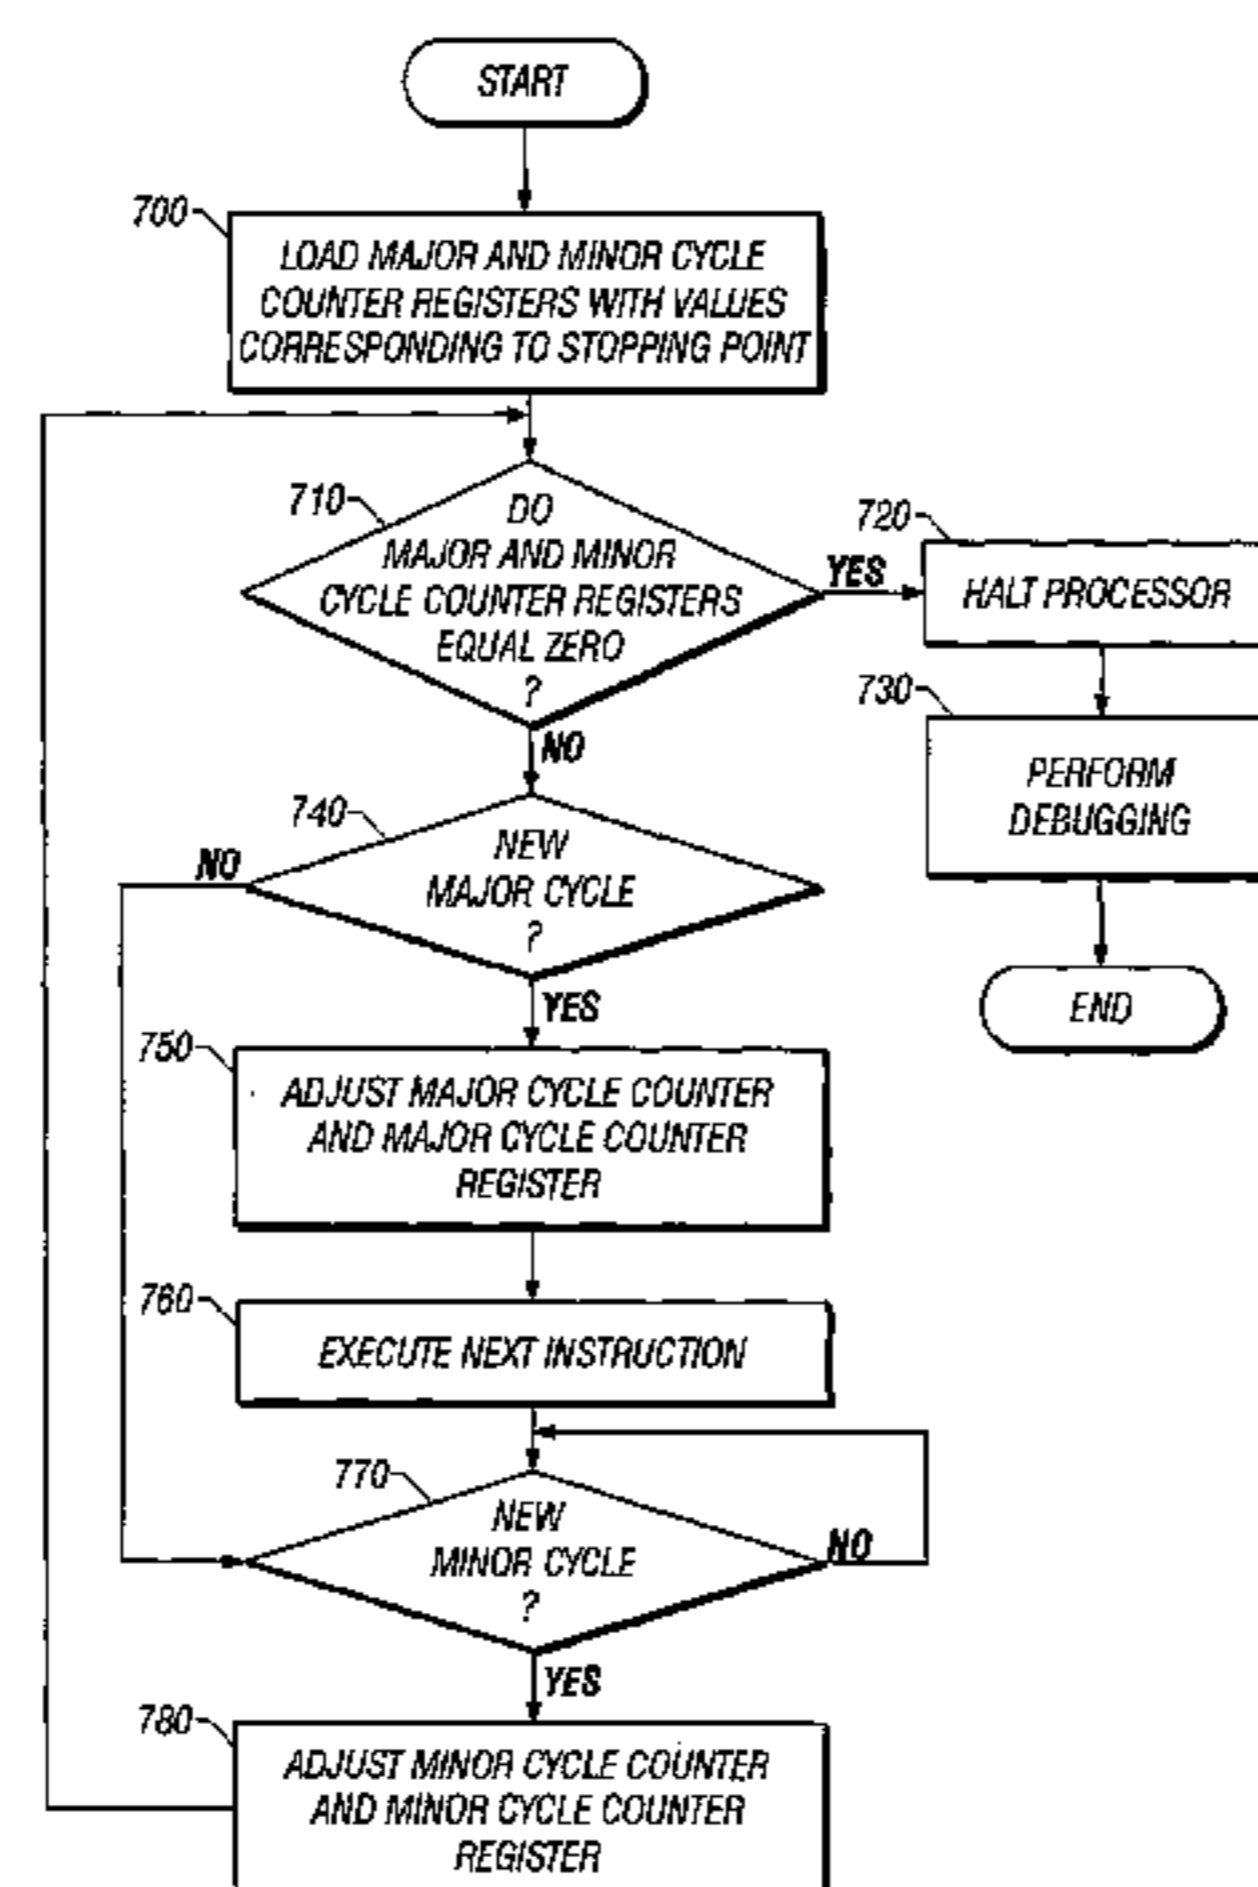 START
700
LOAD MAJOR AND MINOR CYCLE
COUNTER REGISTERS WITH VALUES
CORRESPONDING TO STOPPING POINT
710
DO
MAJOR AND MINOR
CYCLE COUNTER REGISTERS
EQUAL ZERO
?
YES
720
HALT PROCESSOR
730
PERFORM
DEBUGGING
END
NO
740
NEW
MAJOR CYCLE
?
NO
YES
750
ADJUST MAJOR CYCLE COUNTER
AND MAJOR CYCLE COUNTER
REGISTER
760
EXECUTE NEXT INSTRUCTION
770
NEW
MINOR CYCLE
?
NO
YES
780
ADJUST MINOR CYCLE COUNTER
AND MINOR CYCLE COUNTER
REGISTER